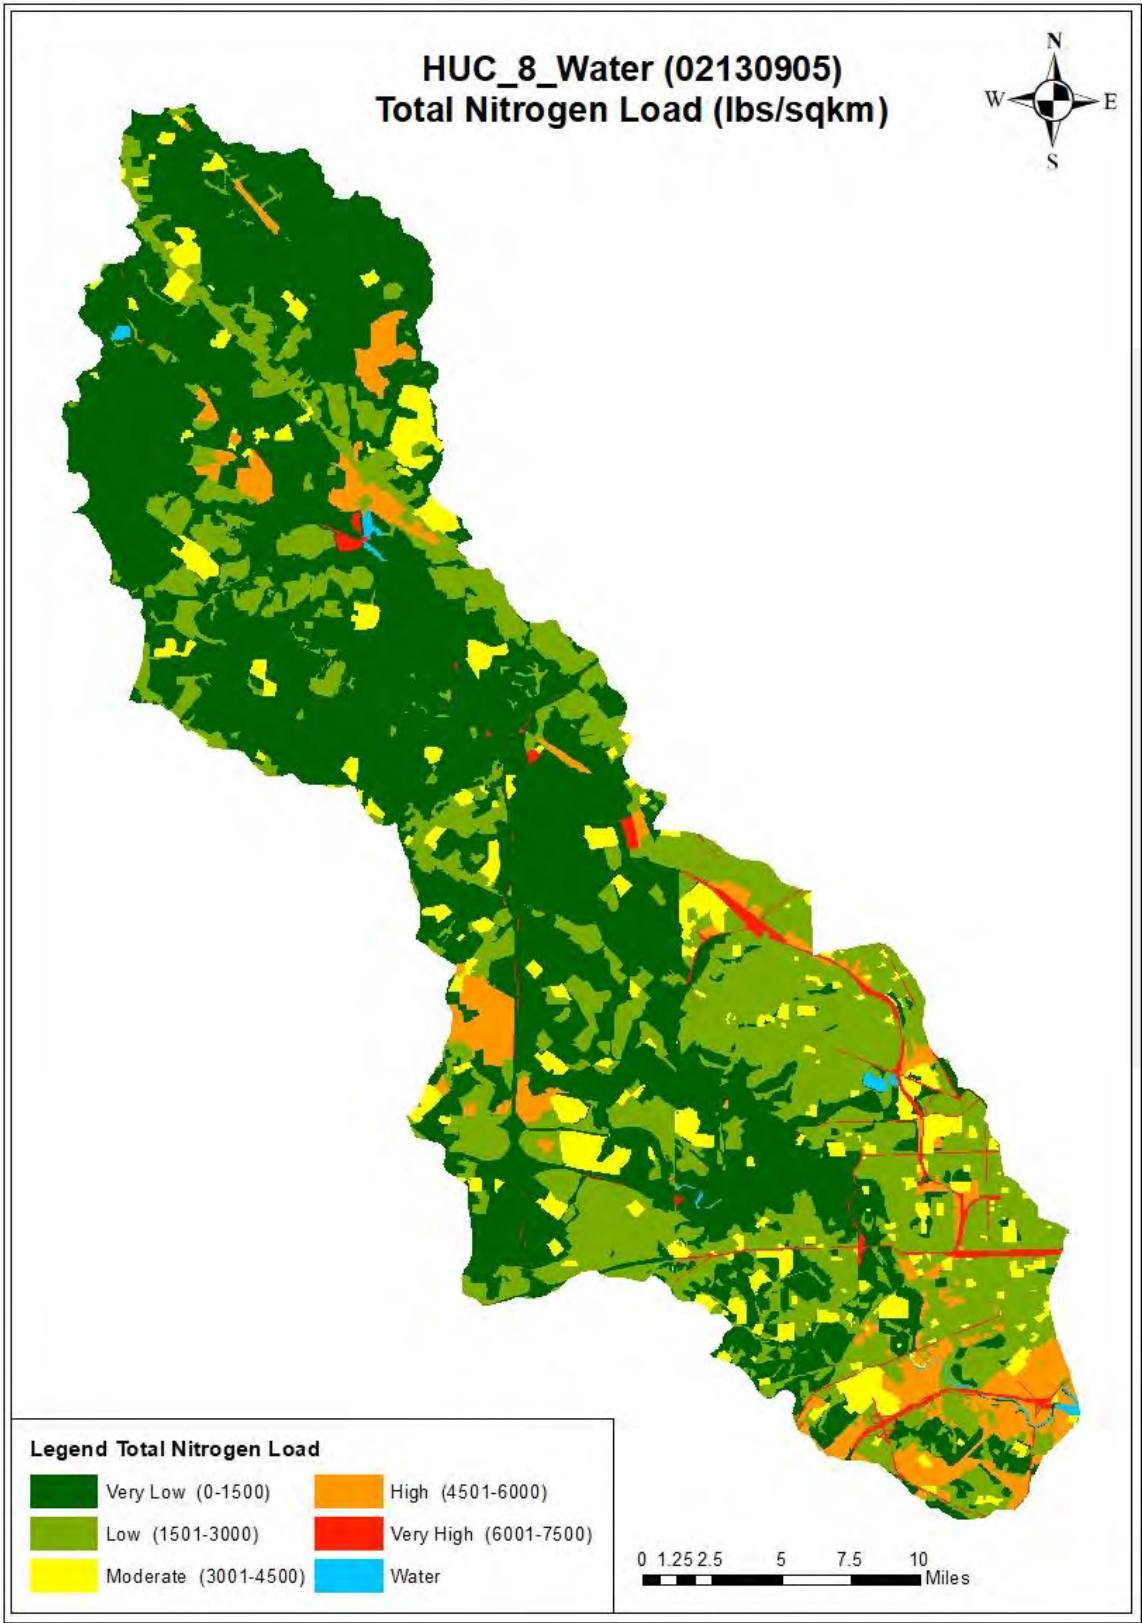 HUC_8_Water (02130905)
Total Nitrogen Load (lbs/sqkm)
N
W E
S
Legend Total Nitrogen Load
Very Low (0-1500)
High (4501-6000)
Low (1501-3000)
Very High (6001-7500)
Moderate (3001-4500)
Water
0 1.25 2.5 5 7.5 10
Miles